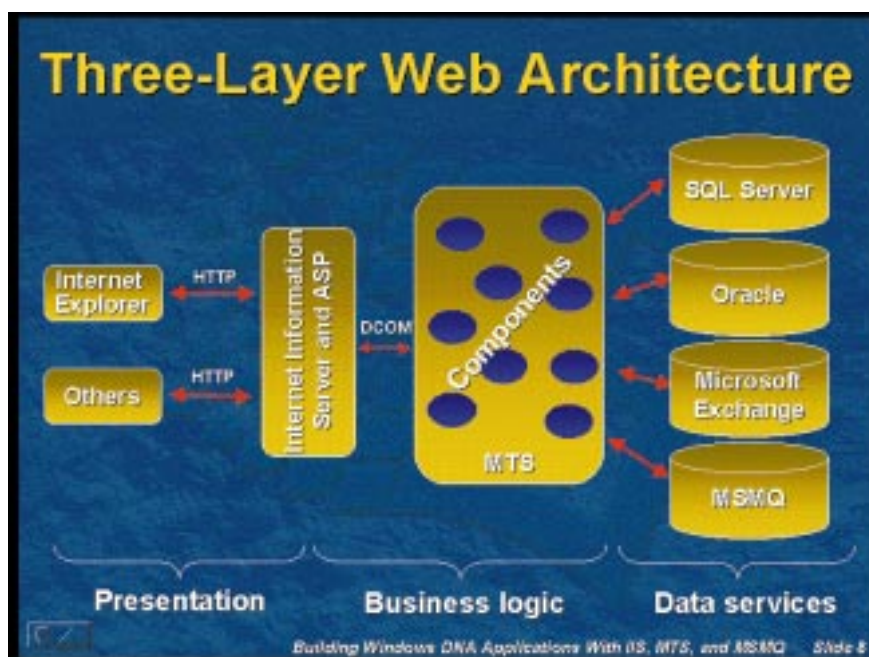 Three-Layer Web Architecture
Internet
Explorer
Others
HTTP
HTTP
Internet Information
Server and ASP
DCOM
Components
MTS
SQL Server
Oracle
Microsoft
Exchange
MSMQ
Presentation
Business logic
Data services
Building Windows DNA Applications With IIS, MTS, and MSMQ Slide 8